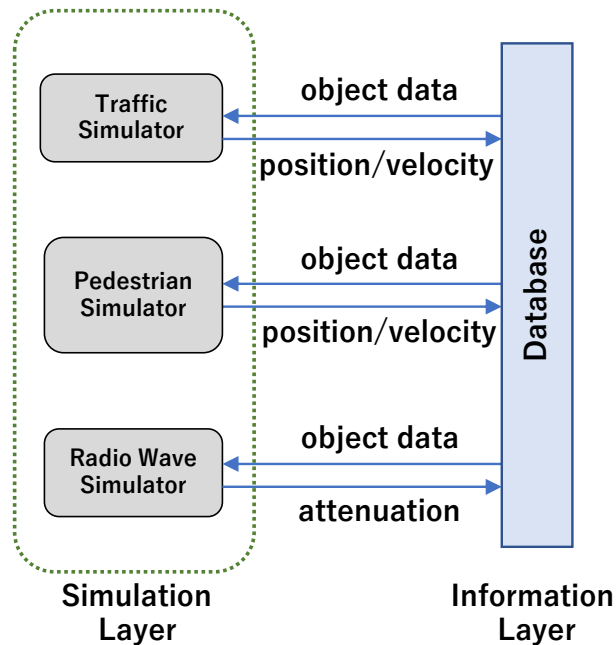 Traffic
Simulator
object data
position/velocity
Pedestrian
Simulator
object data
position/velocity
Database
Radio Wave
Simulator
object data
attenuation
Simulation
Layer
Information
Layer